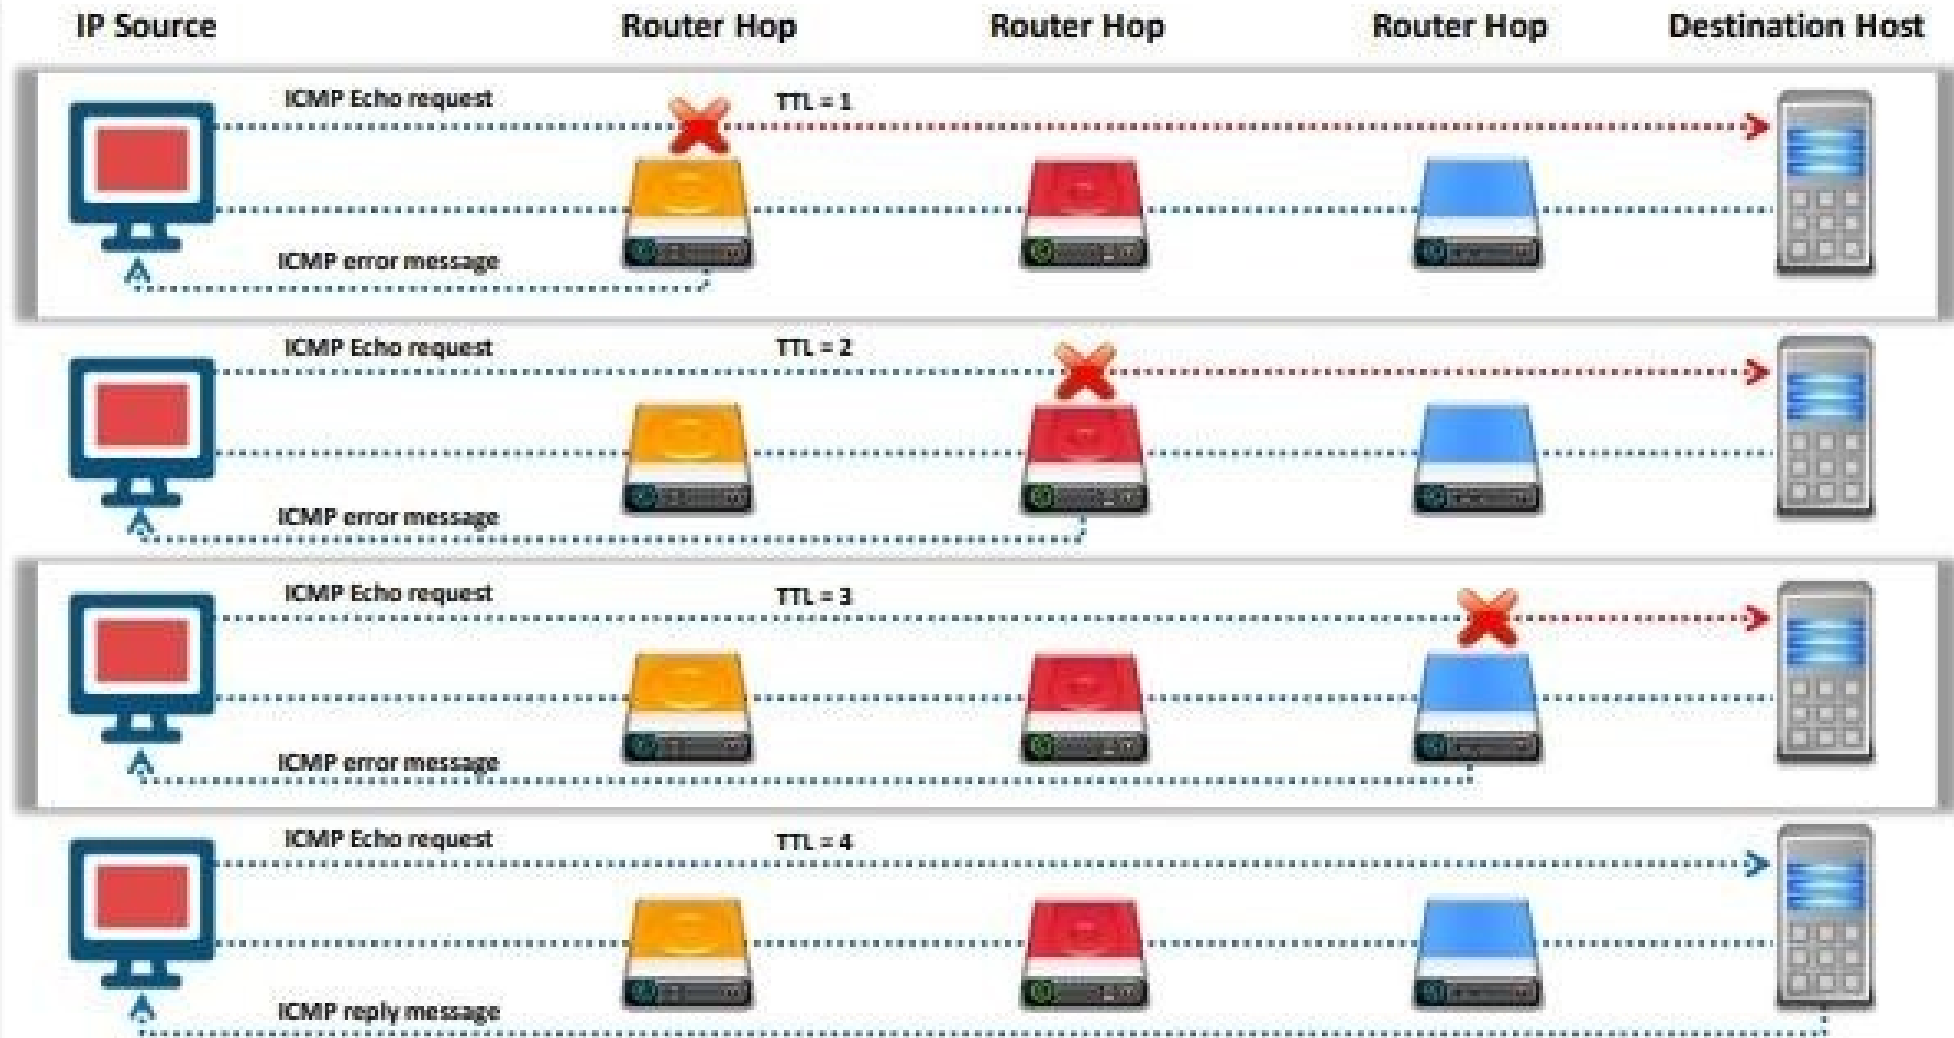 IP Source Router Hop Router Hop Router Hop Destination Host
ICMP Echo request TTL = 1
ICMP error message
ICMP Echo request TTL = 2
ICMP error message
ICMP Echo request TTL = 3
ICMP error message
ICMP Echo request TTL = 4
ICMP reply message